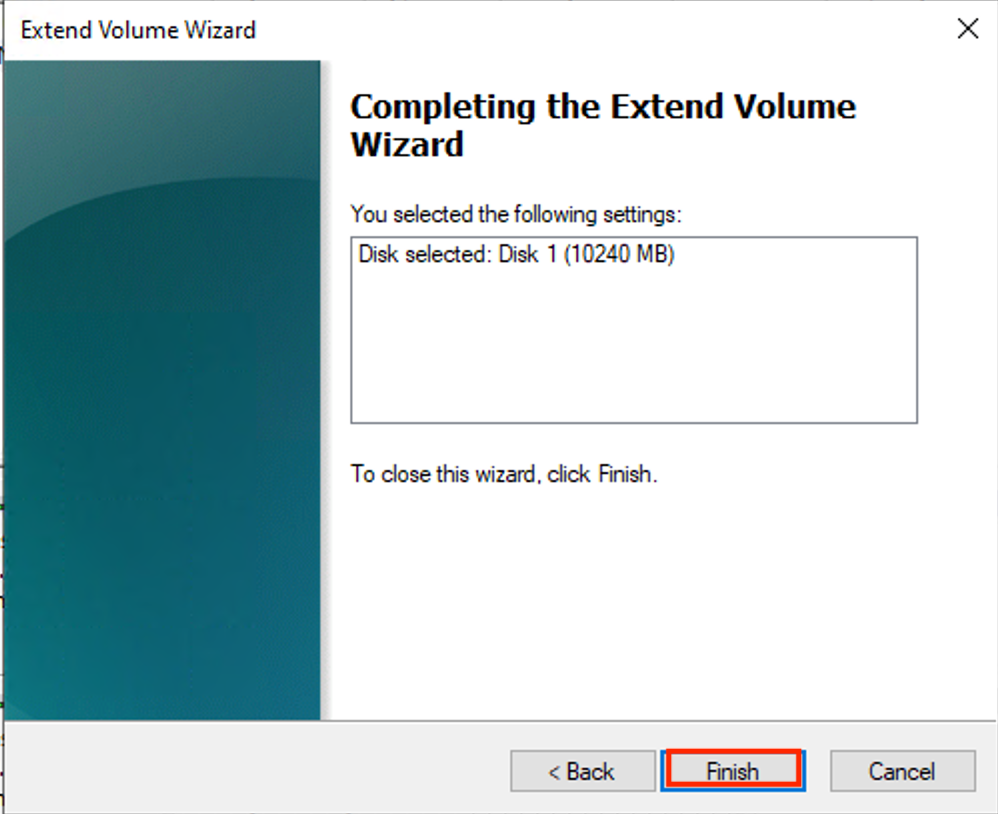 Extend Volume Wizard
Completing the Extend Volume
Wizard
You selected the following settings:
Disk selected: Disk 1 (10240 MB)
To close this wizard, click Finish.
< Back
Finish
Cancel